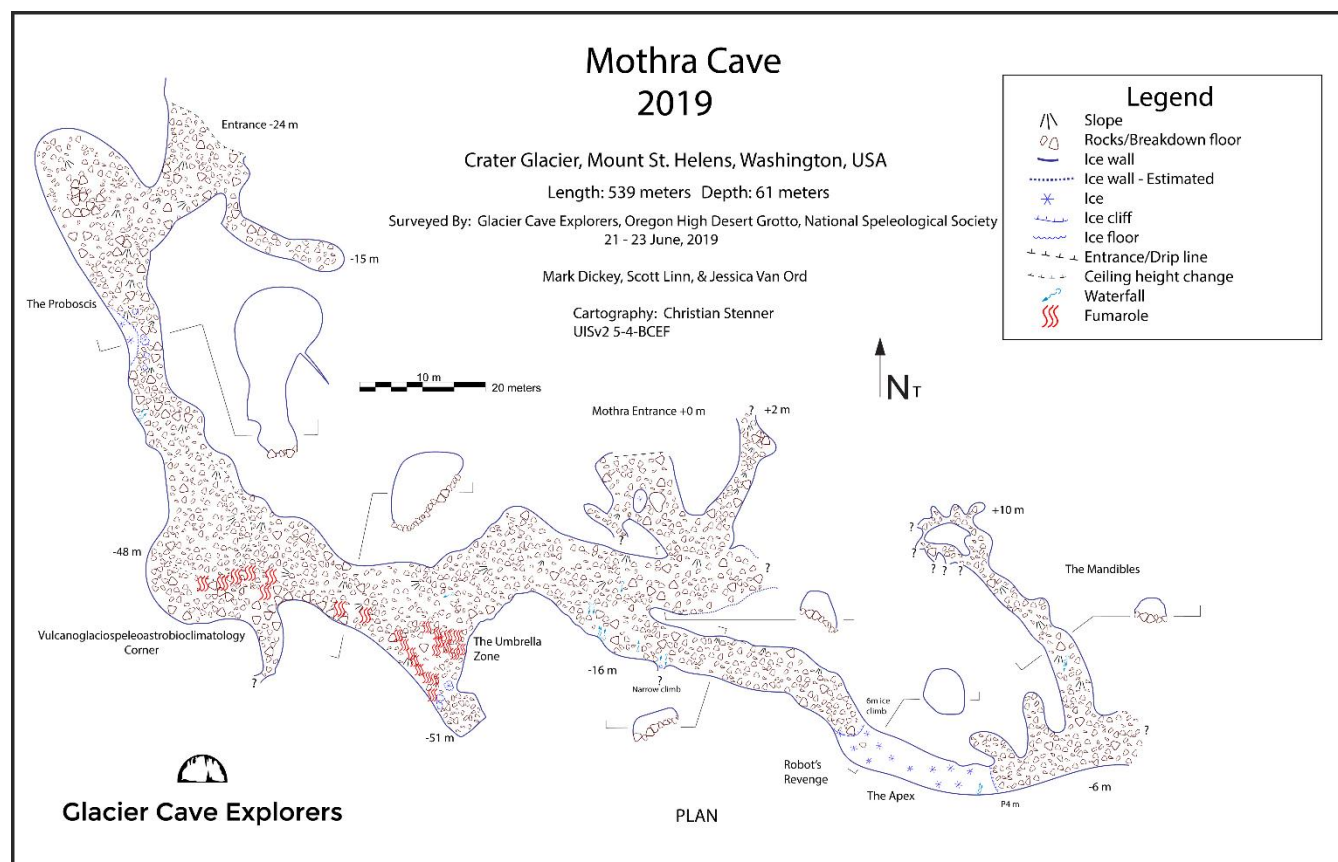 Mothra Cave
2019
Crater Glacier, Mount St. Helens, Washington, USA
Length: 539 meters Depth: 61 meters
Surveyed By: Glacier Cave Explorers, Oregon High Desert Grotto, National Speleological Society
21 - 23 June, 2019
Mark Dickey, Scott Linn, & Jessica Van Ord
Cartography: Christian Stenner
UISv2 5-4-BCEF
Legend
Slope
Rocks/Breakdown floor
Ice wall
Ice wall - Estimated
Ice
Ice cliff
Ice floor
Entrance/Drip line
Ceiling height change
Waterfall
Fumarole
Entrance -24 m
-15 m
The Proboscis
10 m
20 meters
NT
Mothra Entrance +0 m
?
+2 m
-48 m
?
+10 m
?
?
?
?
?
?
The Mandibles
?
Vulcanoglaciospeleoastrobioclimatology
Corner
?
The Umbrella
Zone
-16 m
?
Narrow climb
6m ice
climb
-51 m
Robot's
Revenge
The Apex
P4 m
-6 m
?
Glacier Cave Explorers
PLAN